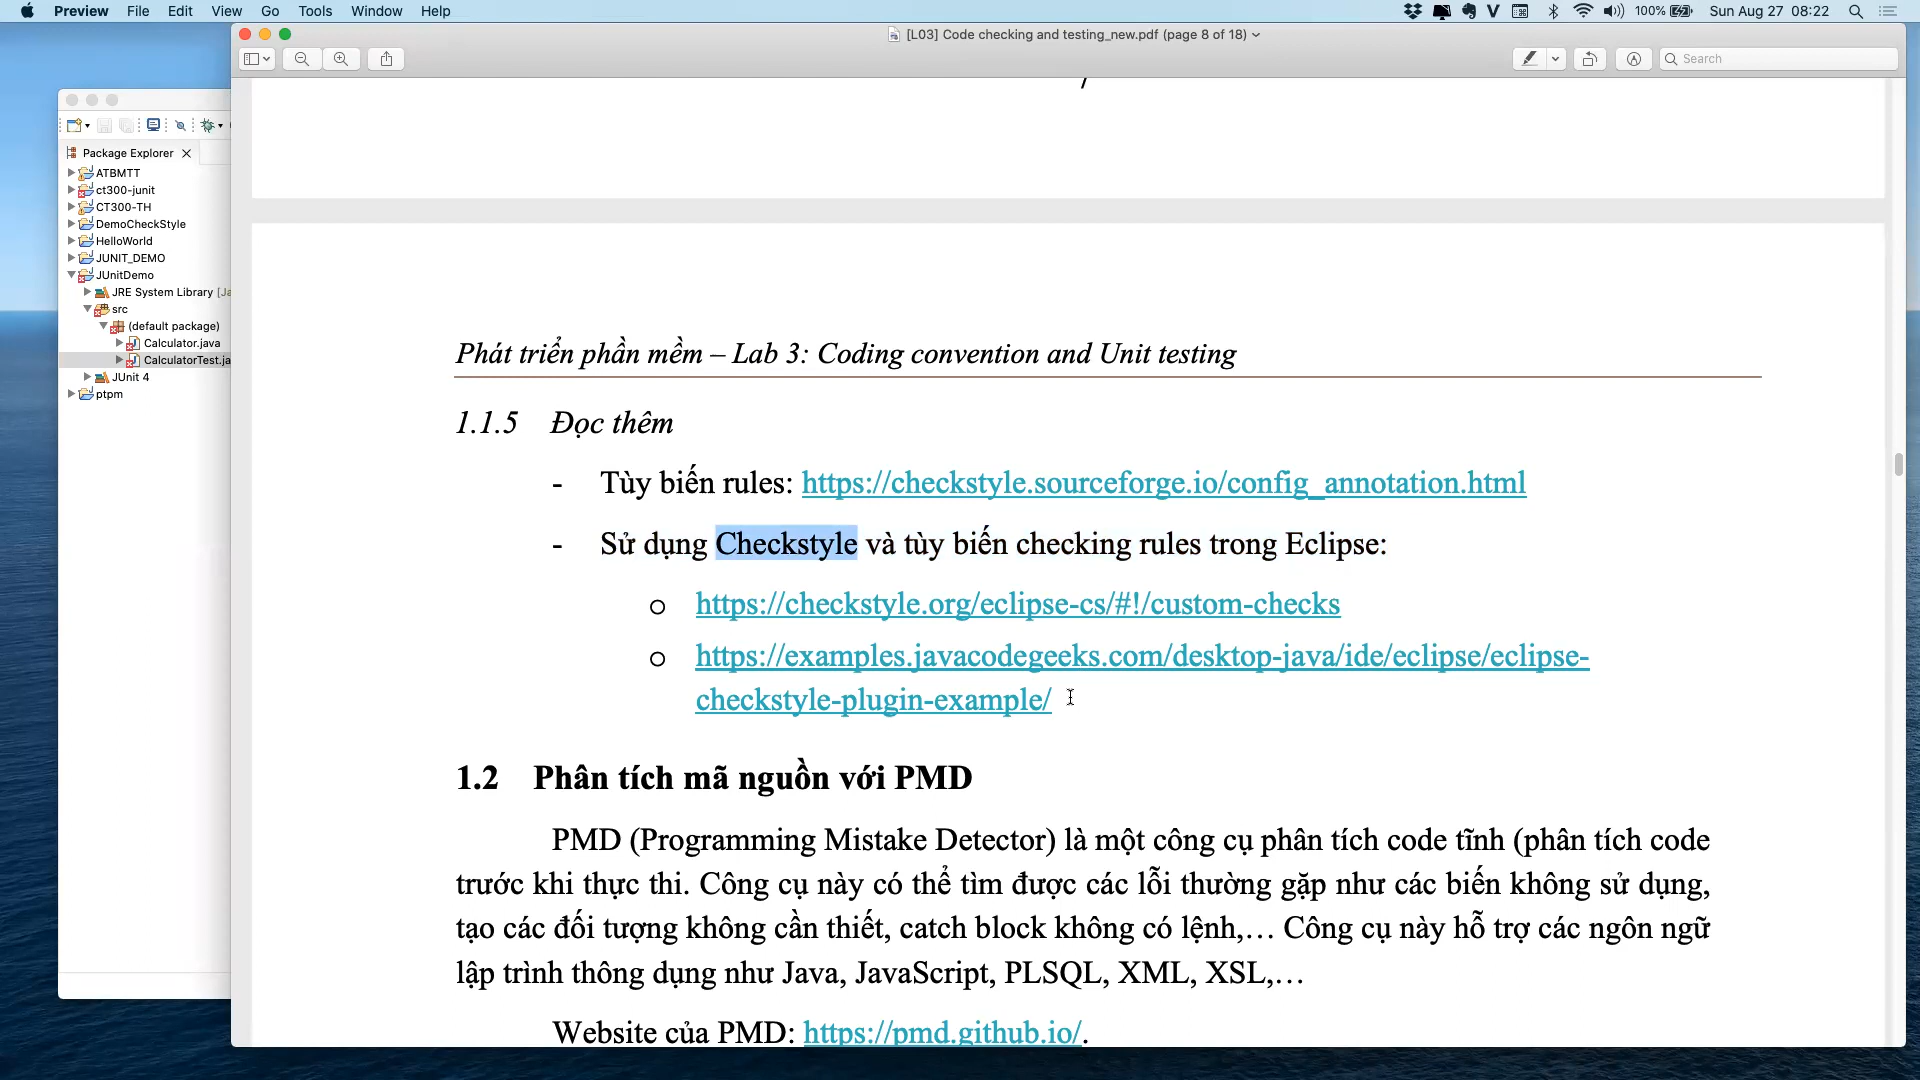 Preview File Edit View Go Tools Window Help 100% Sun Aug 27 08:22
[L03] Code checking and testing_new.pdf (page 8 of 18)
Search
Package Explorer
ATBMTT
ct300-junit
CT300-TH
DemoCheckStyle
HelloWorld
JUNIT_DEMO
JUnitDemo
JRE System Library [Ja
src
(default package)
Calculator.java
CalculatorTest.ja
JUnit 4
ptpm
Phát triển phần mềm – Lab 3: Coding convention and Unit testing
1.1.5 Đọc thêm
- Tùy biến rules: https://checkstyle.sourceforge.io/config_annotation.html
- Sử dụng Checkstyle và tùy biến checking rules trong Eclipse:
o https://checkstyle.org/eclipse-cs/#!/custom-checks
o https://examples.javacodegeeks.com/desktop-java/ide/eclipse/eclipse-
checkstyle-plugin-example/
1.2 Phân tích mã nguồn với PMD
PMD (Programming Mistake Detector) là một công cụ phân tích code tĩnh (phân tích code
trước khi thực thi. Công cụ này có thể tìm được các lỗi thường gặp như các biến không sử dụng,
tạo các đối tượng không cần thiết, catch block không có lệnh,… Công cụ này hỗ trợ các ngôn ngữ
lập trình thông dụng như Java, JavaScript, PLSQL, XML, XSL,…
Website của PMD: https://pmd.github.io/.